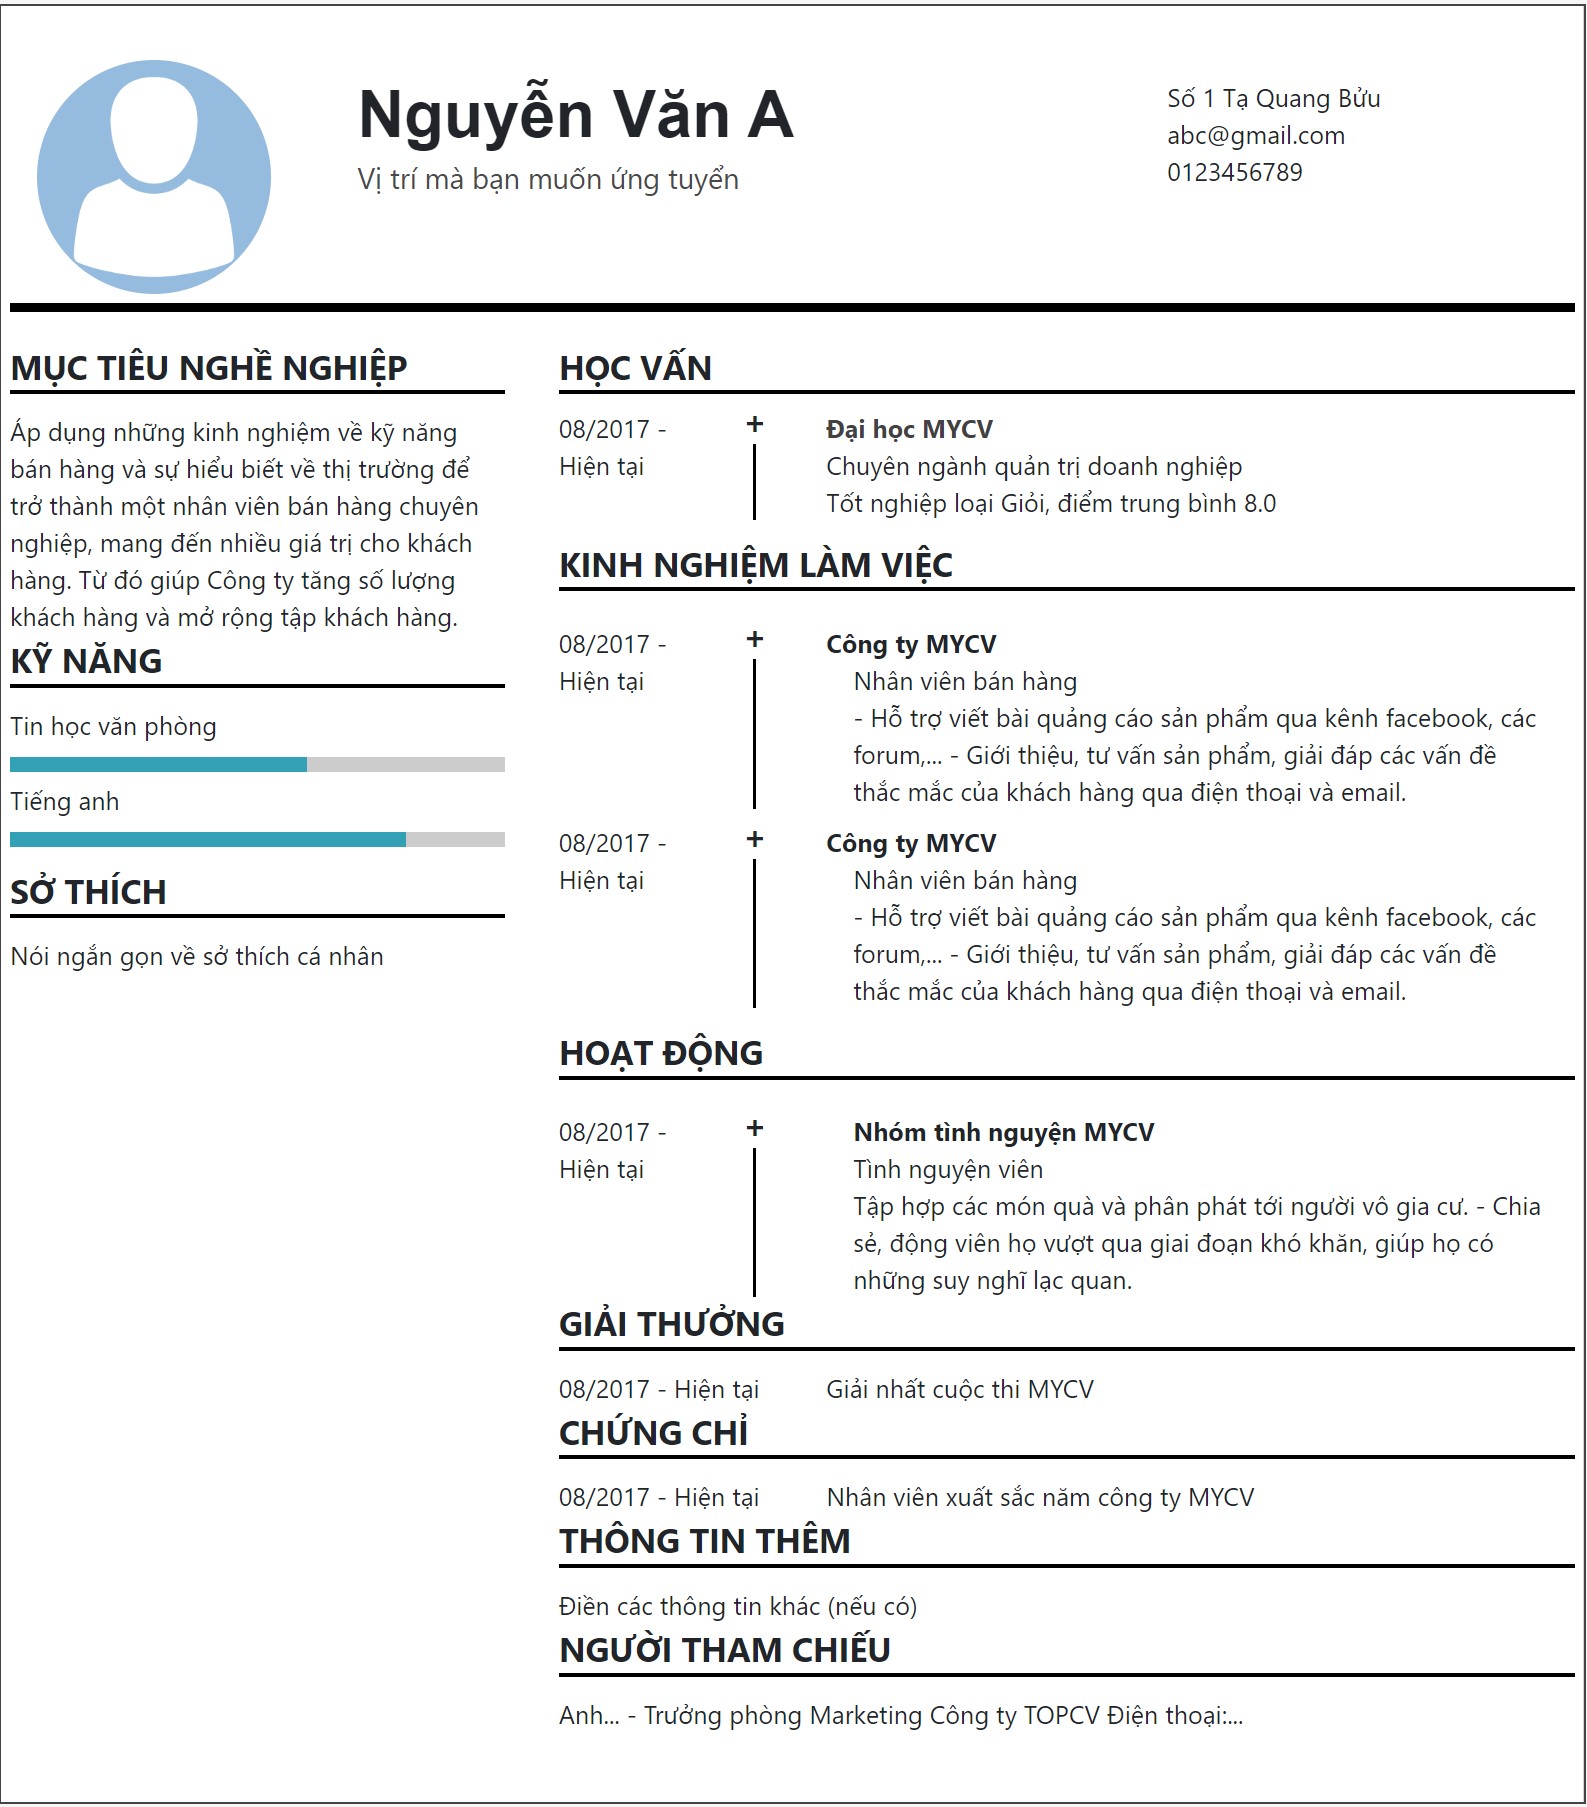 Nguyễn Văn A
Vị trí mà bạn muốn ứng tuyển
Số 1 Tạ Quang Bửu
abc@gmail.com
0123456789
MỤC TIÊU NGHỀ NGHIỆP
Áp dụng những kinh nghiệm về kỹ năng
bán hàng và sự hiểu biết về thị trường để
trở thành một nhân viên bán hàng chuyên
nghiệp, mang đến nhiều giá trị cho khách
hàng. Từ đó giúp Công ty tăng số lượng
khách hàng và mở rộng tập khách hàng.
KỸ NĂNG
Tin học văn phòng
Tiếng anh
SỞ THÍCH
Nói ngắn gọn về sở thích cá nhân
HỌC VẤN
08/2017 -
Hiện tại
+
Đại học MYCV
Chuyên ngành quản trị doanh nghiệp
Tốt nghiệp loại Giỏi, điểm trung bình 8.0
KINH NGHIỆM LÀM VIỆC
08/2017 -
Hiện tại
+
Công ty MYCV
Nhân viên bán hàng
- Hỗ trợ viết bài quảng cáo sản phẩm qua kênh facebook, các
forum,... - Giới thiệu, tư vấn sản phẩm, giải đáp các vấn đề
thắc mắc của khách hàng qua điện thoại và email.
08/2017 -
Hiện tại
+
Công ty MYCV
Nhân viên bán hàng
- Hỗ trợ viết bài quảng cáo sản phẩm qua kênh facebook, các
forum,... - Giới thiệu, tư vấn sản phẩm, giải đáp các vấn đề
thắc mắc của khách hàng qua điện thoại và email.
HOẠT ĐỘNG
08/2017 -
Hiện tại
+
Nhóm tình nguyện MYCV
Tình nguyện viên
Tập hợp các món quà và phân phát tới người vô gia cư. - Chia
sẻ, động viên họ vượt qua giai đoạn khó khăn, giúp họ có
những suy nghĩ lạc quan.
GIẢI THƯỞNG
08/2017 - Hiện tại Giải nhất cuộc thi MYCV
CHỨNG CHỈ
08/2017 - Hiện tại Nhân viên xuất sắc năm công ty MYCV
THÔNG TIN THÊM
Điền các thông tin khác (nếu có)
NGƯỜI THAM CHIẾU
Anh... - Trưởng phòng Marketing Công ty TOPCV Điện thoại:...